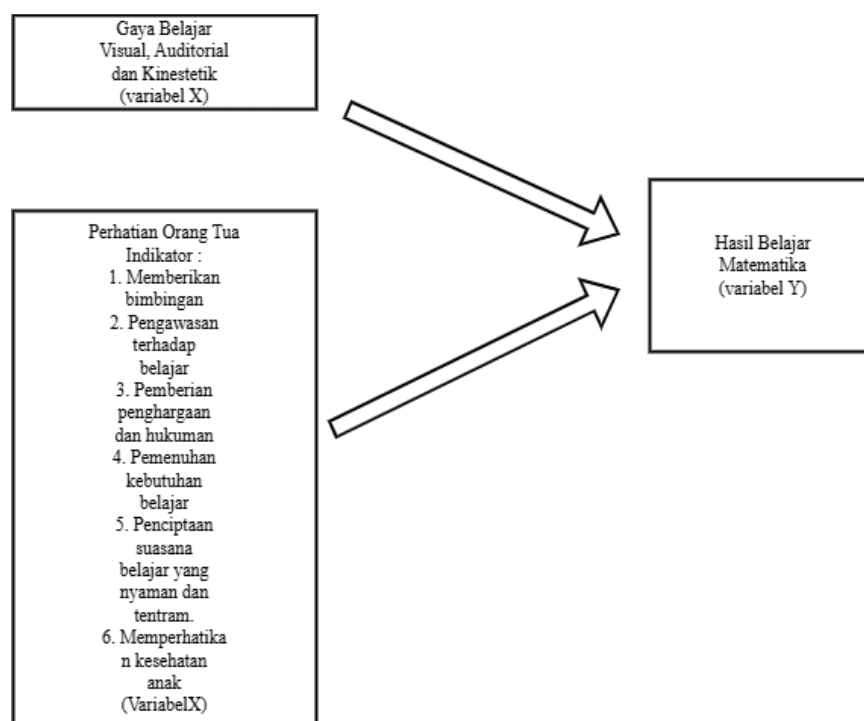 Gaya Belajar
Visual, Auditorial
dan Kinestetik
(variabel X)
Perhatian Orang Tua
Indikator :
1. Memberikan
bimbingan
2. Pengawasan
terhadap
belajar
3. Pemberian
penghargaan
dan hukuman
4. Pemenuhan
kebutuhan
belajar
5. Penciptaan
suasana
belajar yang
nyaman dan
tentram.
6. Memperhatika
n kesehatan
anak
(VariabelX)
Hasil Belajar
Matematika
(variabel Y)